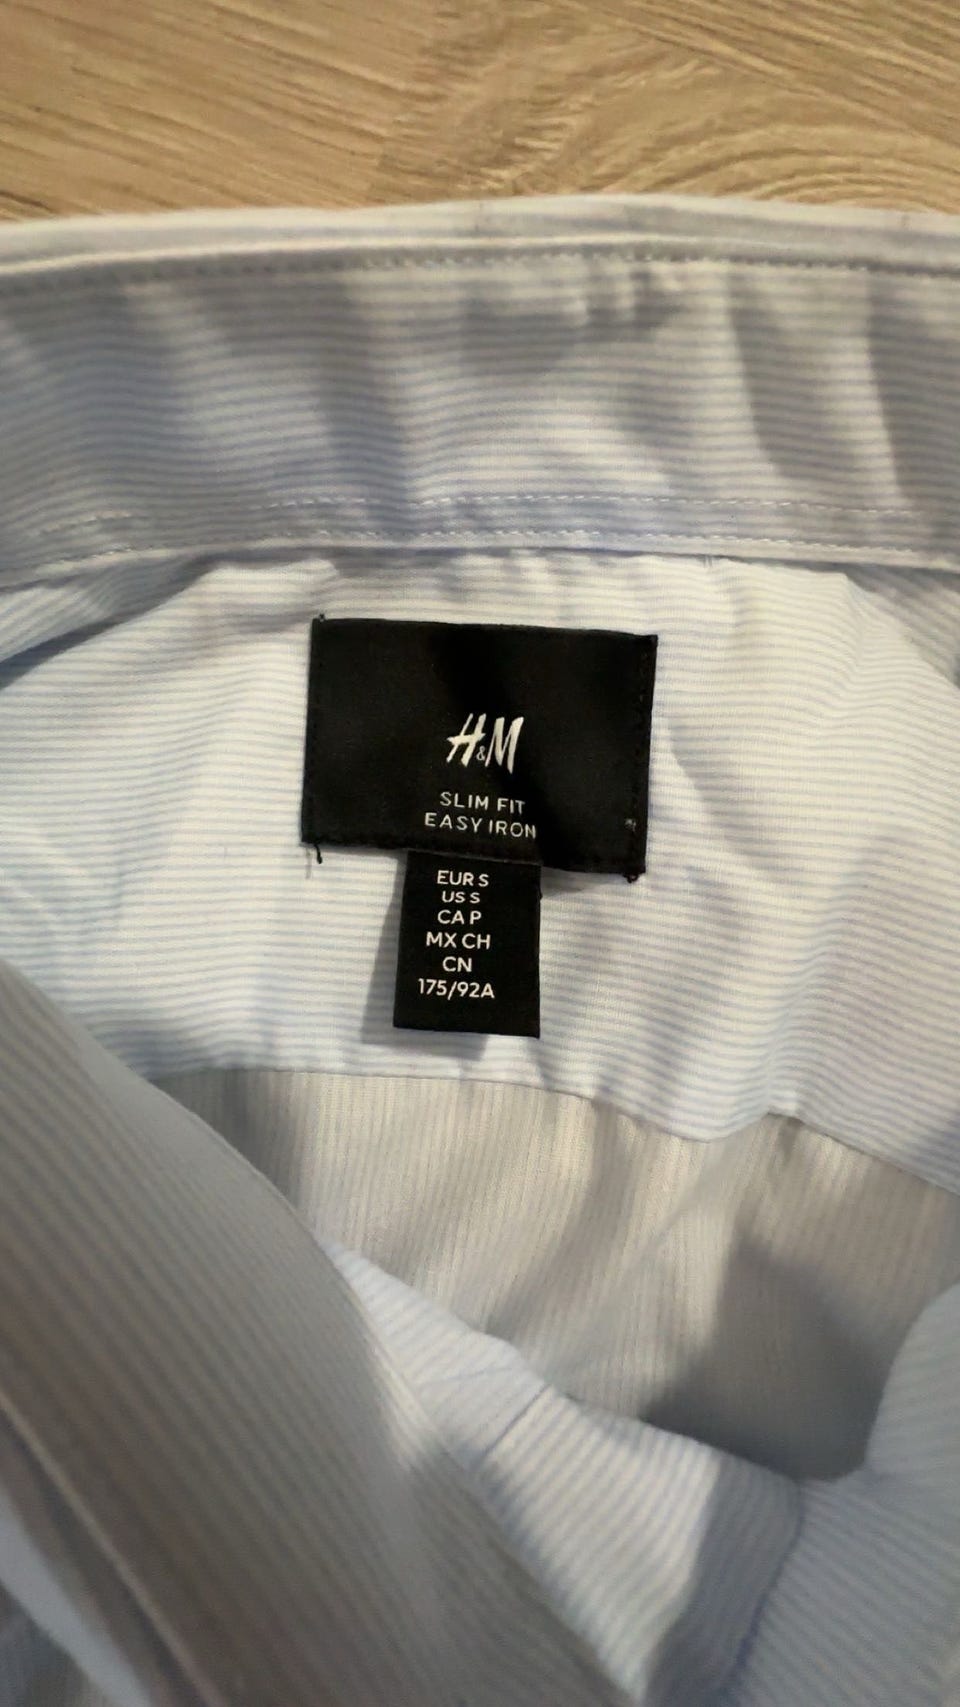 H&M
SLIM FIT
EASY IRON
EUR S
US S
CA P
MX CH
CN
175/92A